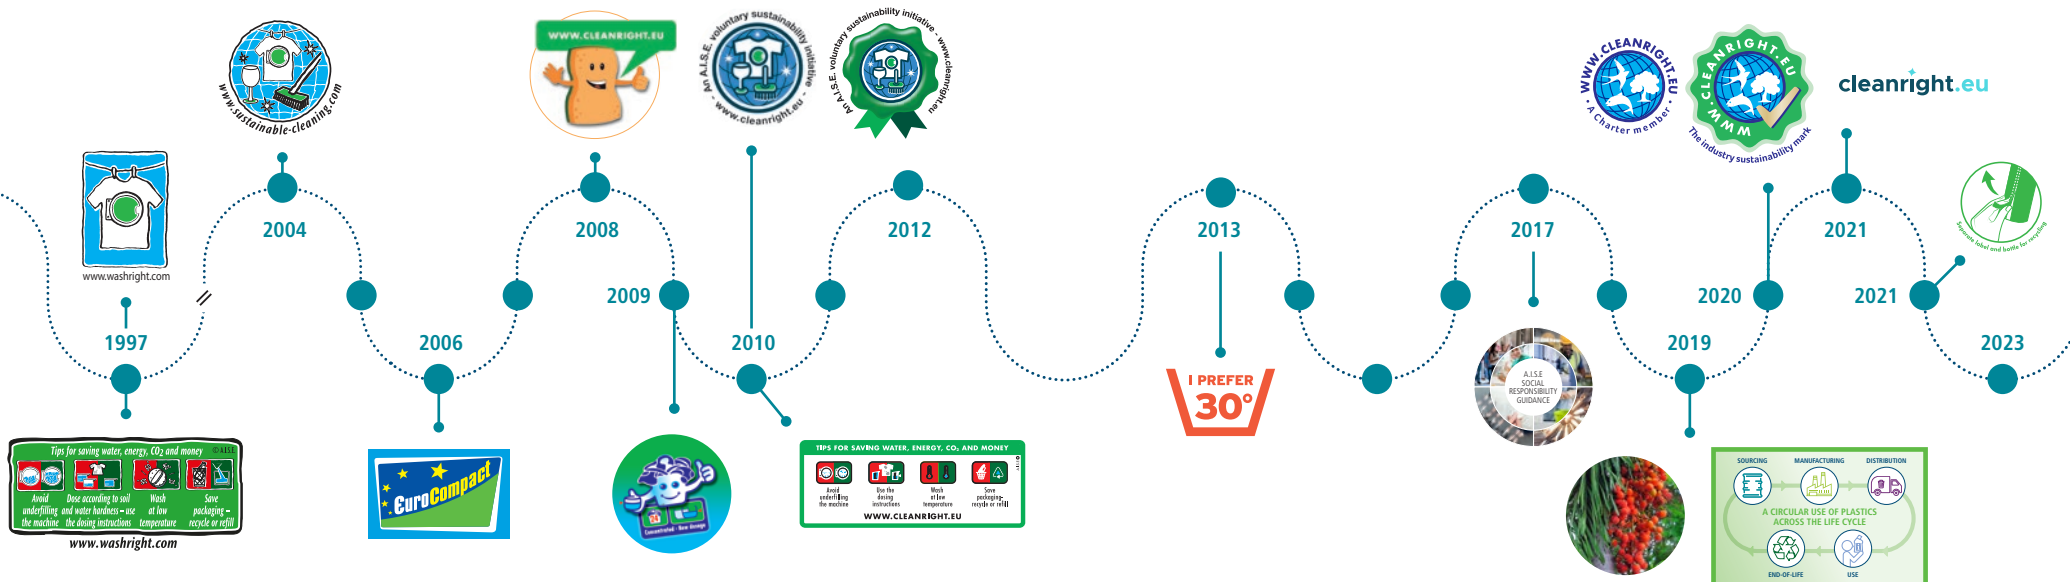 www.sustainable-cleaning.com
WWW.CLEANRIGHT.EU
An A.I.S.E. voluntary sustainability initiative - www.cleanright.eu
An A.I.S.E. voluntary sustainability initiative - www.cleanright.eu
WWW.CLEANRIGHT.EU
• A Charter member •
WWW.CLEANRIGHT.EU
The industry sustainability mark
cleanright.eu
Separate label and bottle for recycling
www.washright.com
2004
2008
2012
2013
2017
2021
2009
2020
2021
1997
2006
2010
2019
2023
I PREFER
30°
A.I.S.E
SOCIAL
RESPONSIBILITY
GUIDANCE
Tips for saving water, energy, CO2 and money
© A.I.S.E.
Avoid
underfilling
the machine
Dose according to soil
and water hardness – use
the dosing instructions
Wash
at low
temperature
Save
packaging –
recycle or refill
www.washright.com
EuroCompact
Concentrated - New Dosage
TIPS FOR SAVING WATER, ENERGY, CO2 AND MONEY
Avoid
underfilling
the machine
Use the
dosing
instructions
Wash
at low
temperature
Save
packaging-
recycle or refill
WWW.CLEANRIGHT.EU
SOURCING
MANUFACTURING
DISTRIBUTION
A CIRCULAR USE OF PLASTICS
ACROSS THE LIFE CYCLE
END-OF-LIFE
USE